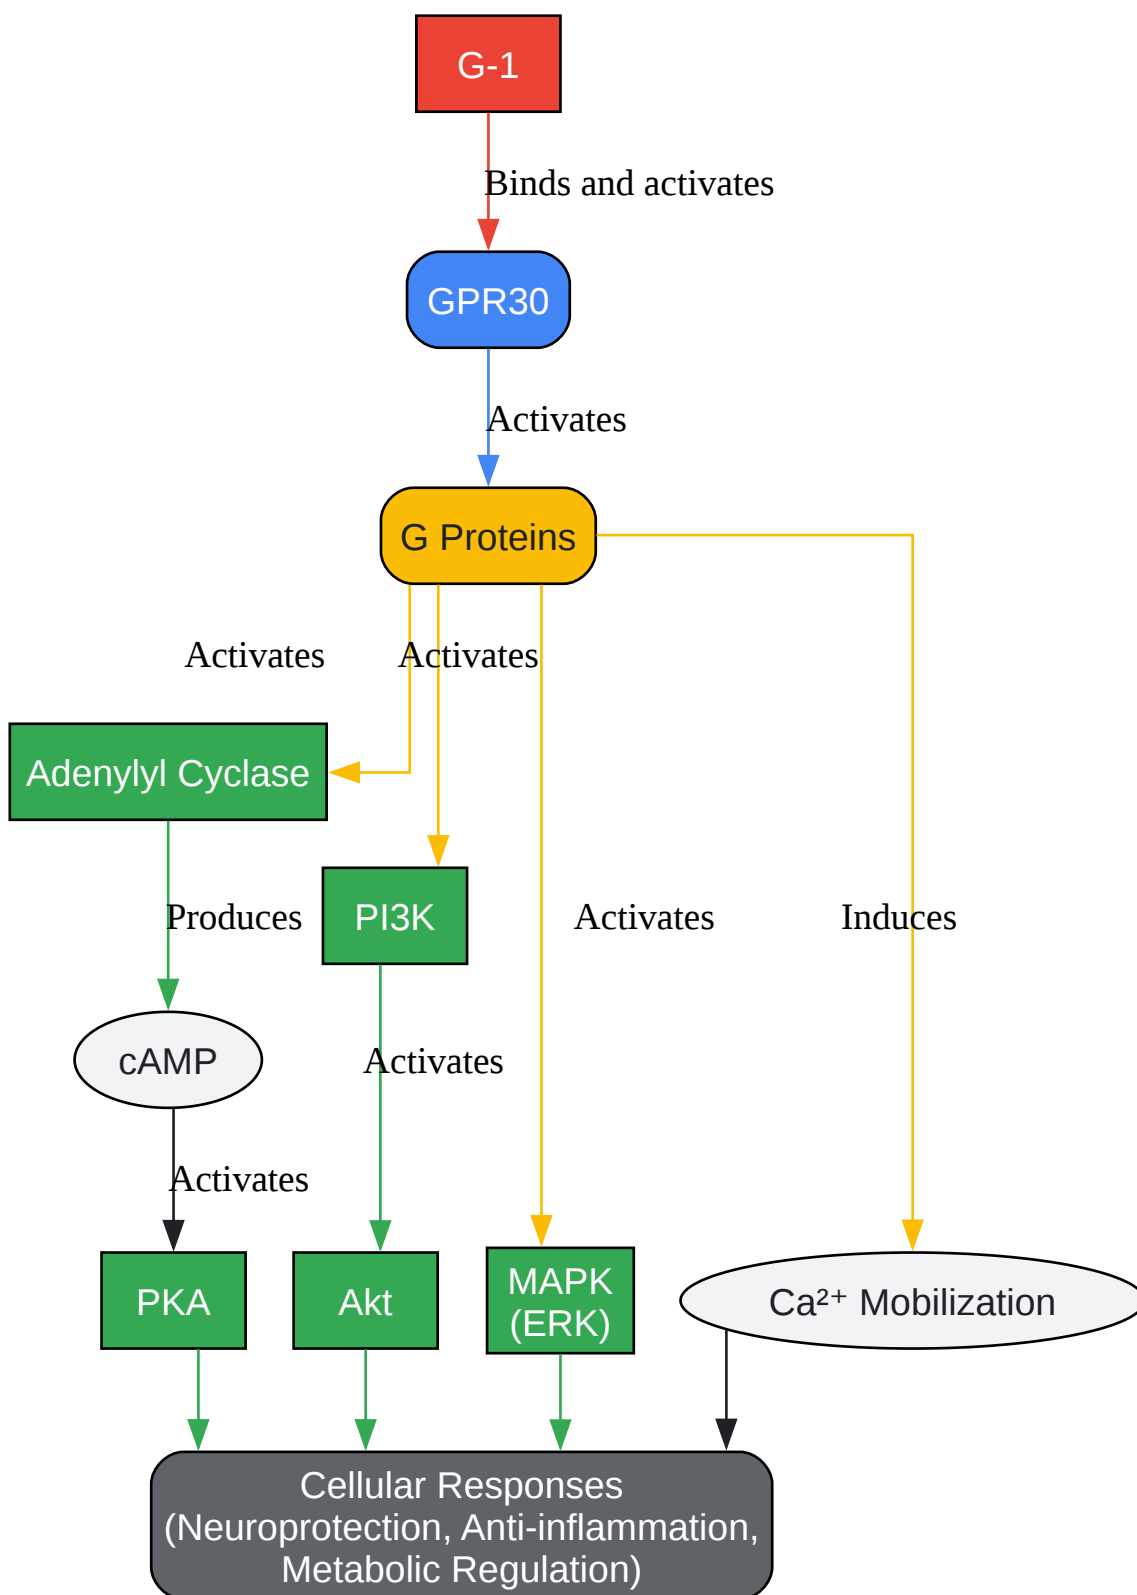 G-1
Binds and activates
GPR30
Activates
G Proteins
Activates
Activates
Adenylyl Cyclase
Produces
PI3K
Activates
Induces
cAMP
Activates
Activates
PKA
Akt
MAPK
(ERK)
Ca²⁺ Mobilization
Cellular Responses
(Neuroprotection, Anti-inflammation,
Metabolic Regulation)